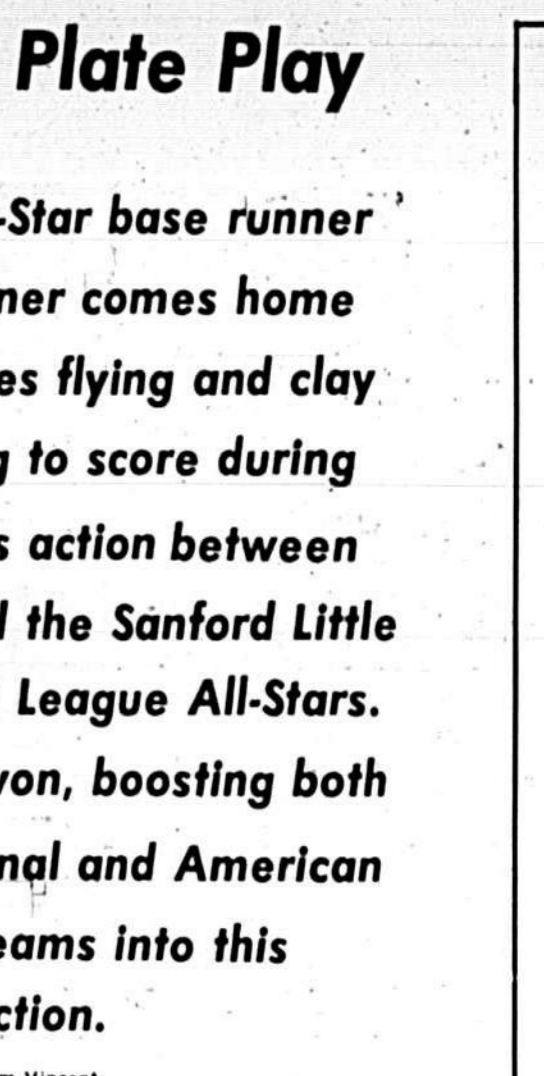 Plate Play
-Star base runner
ner comes home
es flying and clay
g to score during
s action between
l the Sanford Little
League All-Stars.
von, boosting both
nal and American
eams into this
ction.
m Vincent